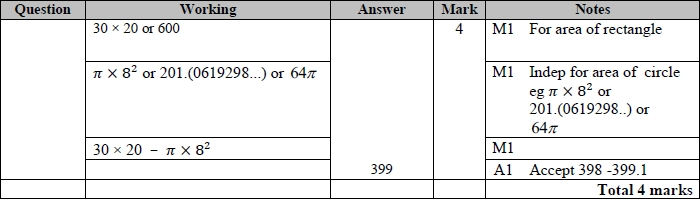 Question Working Answer Mark Notes
30 × 20 or 600 4 M1 For area of rectangle
π × 8² or 201.(0619298...) or 64π M1 Indep for area of circle
eg π × 8² or
201.(0619298..) or
64π
30 × 20 − π × 8² M1
399 A1 Accept 398 -399.1
Total 4 marks